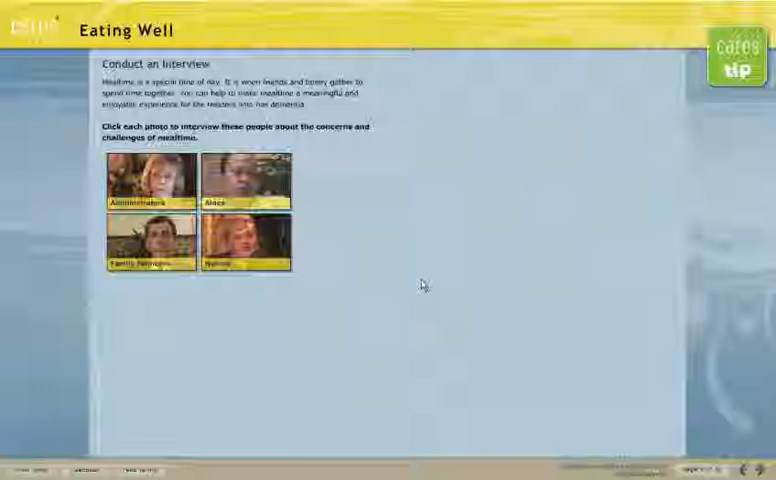 Eating Well
cares
tip
Conduct an Interview
Mealtime is a special time of day. It is when friends and family gather to
spend time together. You can help to make mealtime a meaningful and
enjoyable experience for the resident who has dementia.
Click each photo to interview these people about the concerns and
challenges of mealtime.
Administrators
Aides
Family Members
Nurses